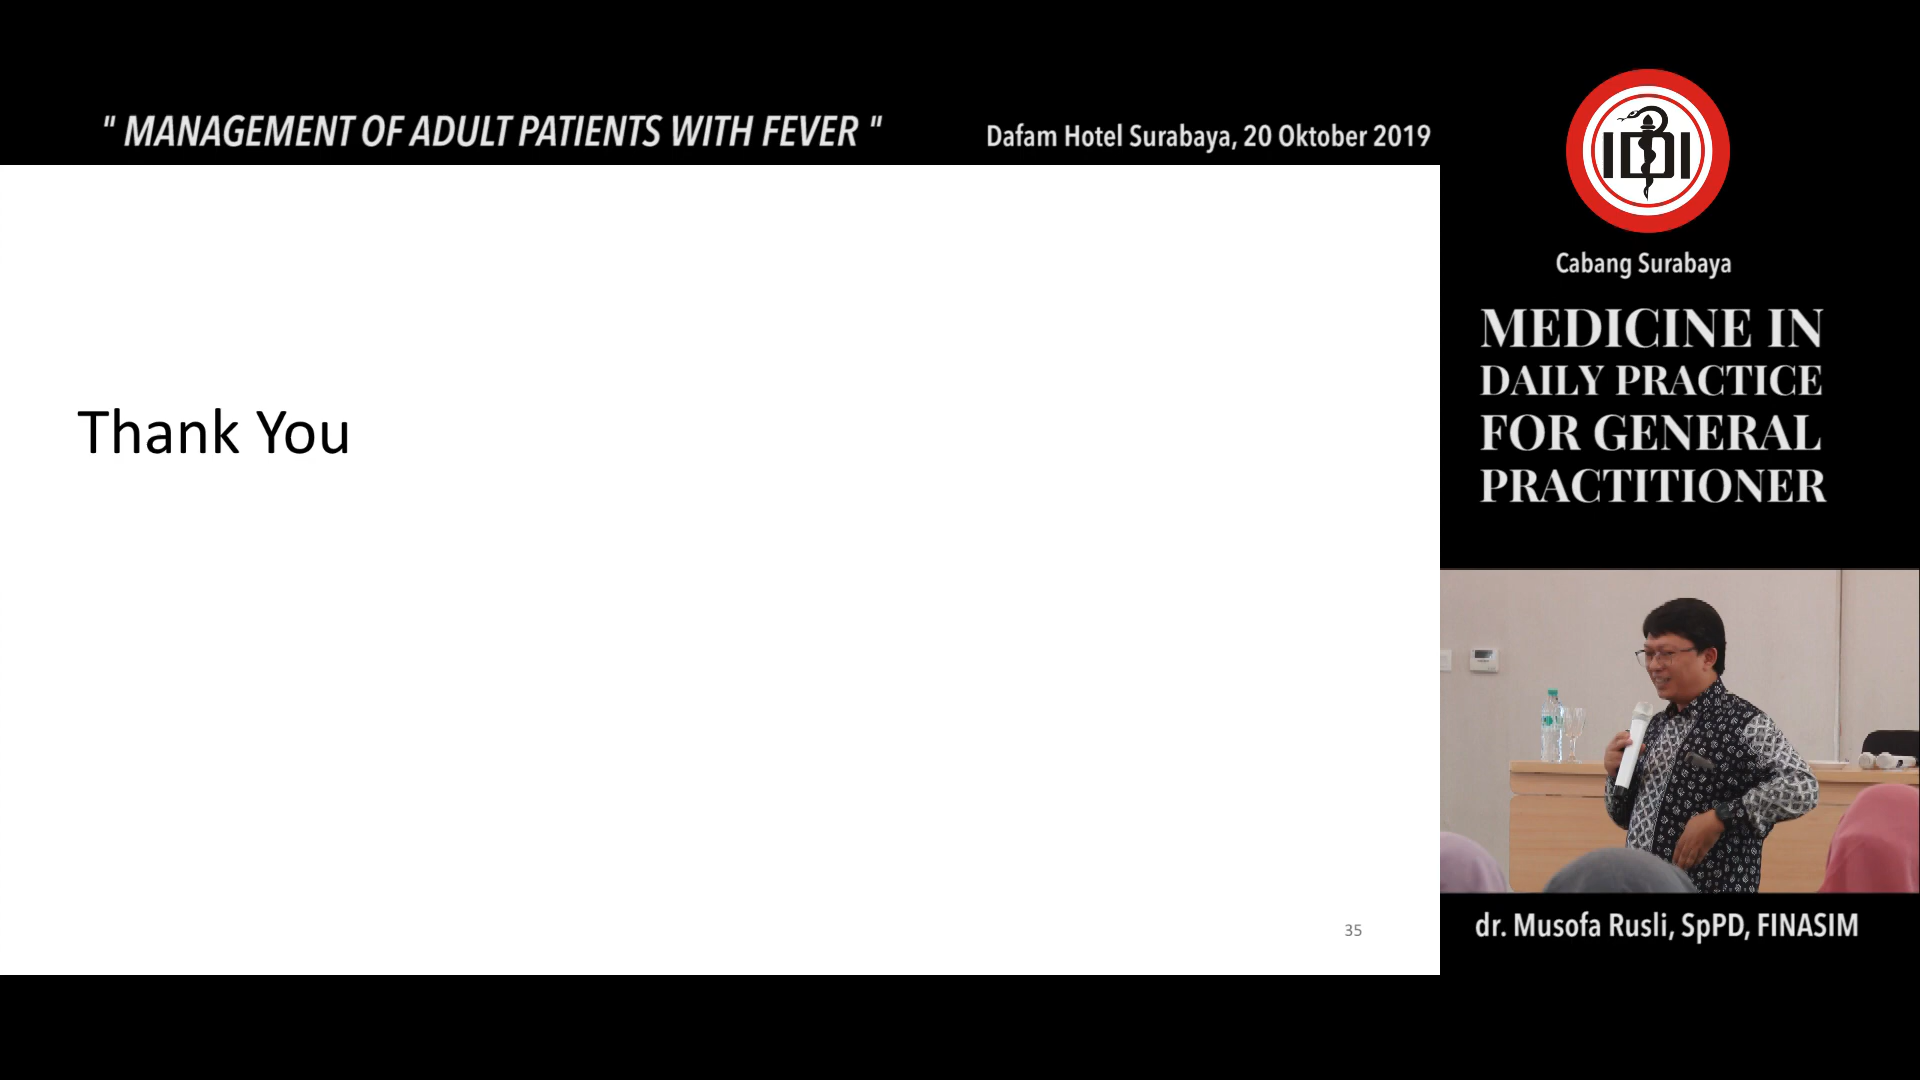 " MANAGEMENT OF ADULT PATIENTS WITH FEVER "
Dafam Hotel Surabaya, 20 Oktober 2019
IDI
Cabang Surabaya
MEDICINE IN
DAILY PRACTICE
FOR GENERAL
PRACTITIONER
Thank You
35
dr. Musofa Rusli, SpPD, FINASIM